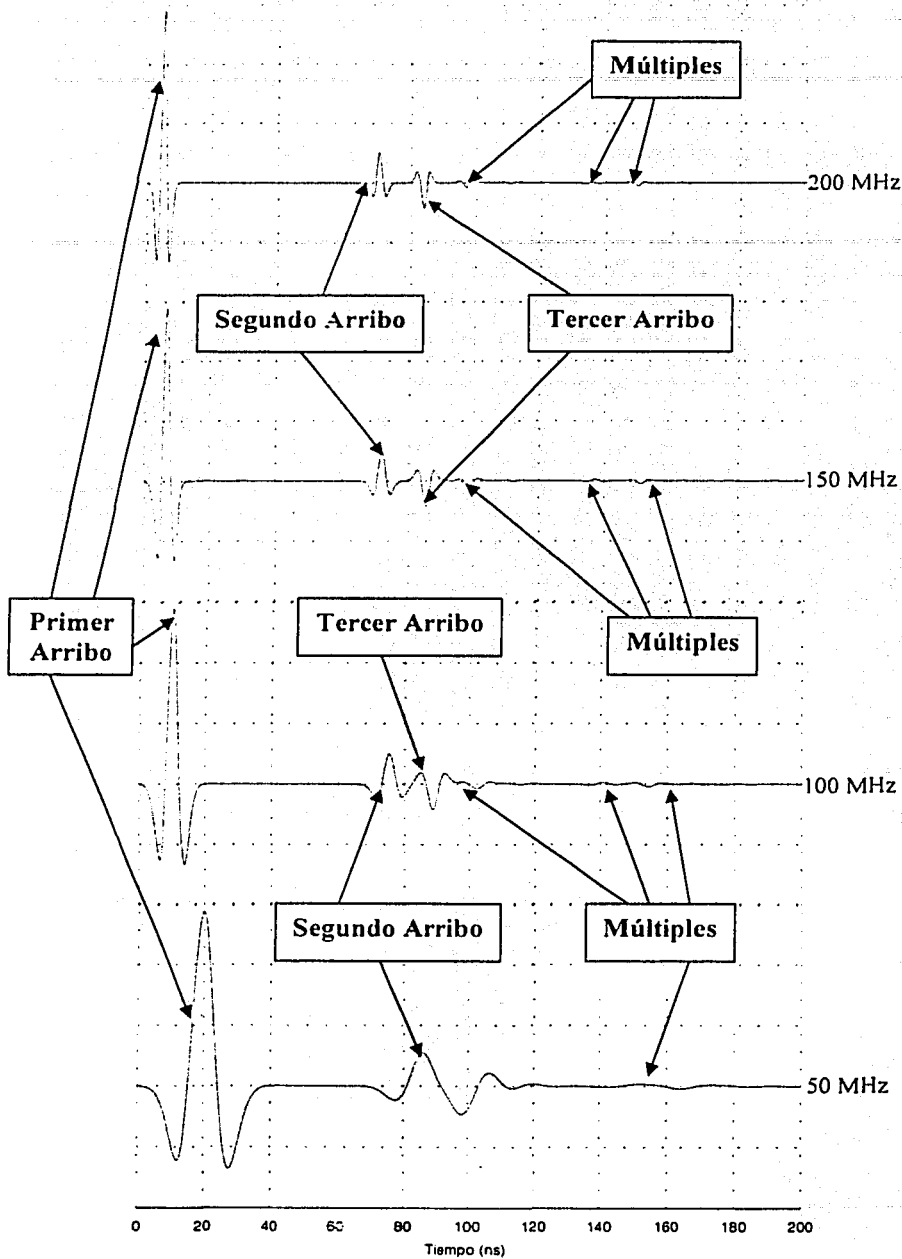 Múltiples
200 MHz
Segundo Arribo
Tercer Arribo
150 MHz
Primer
Arribo
Tercer Arribo
Múltiples
100 MHz
Segundo Arribo
Múltiples
50 MHz
0 20 60 80 100 120 140 160 180 200
Tiempo (ns)